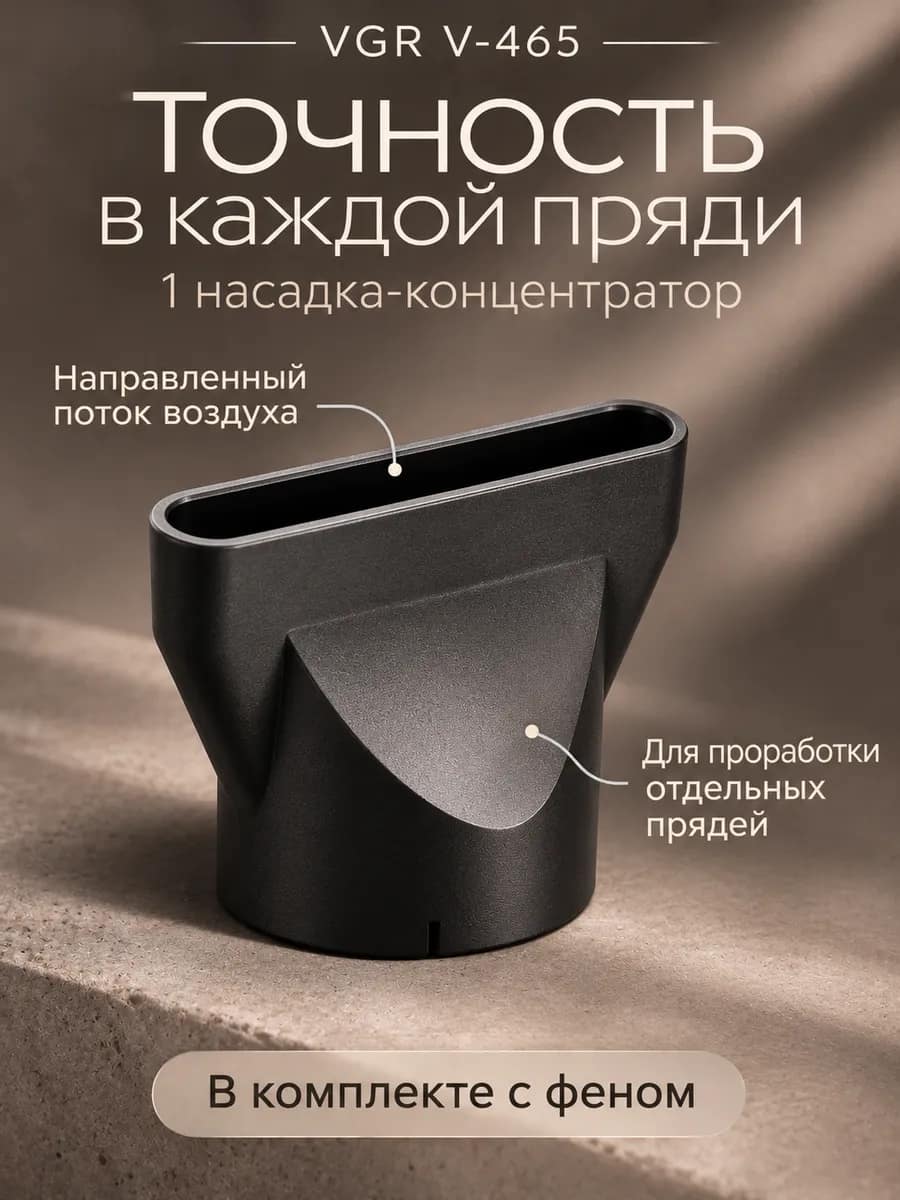 VGR V-465
Точность
в каждой пряди
1 насадка-концентратор
Направленный
поток воздуха
Для проработки
отдельных
прядей
В комплекте с феном